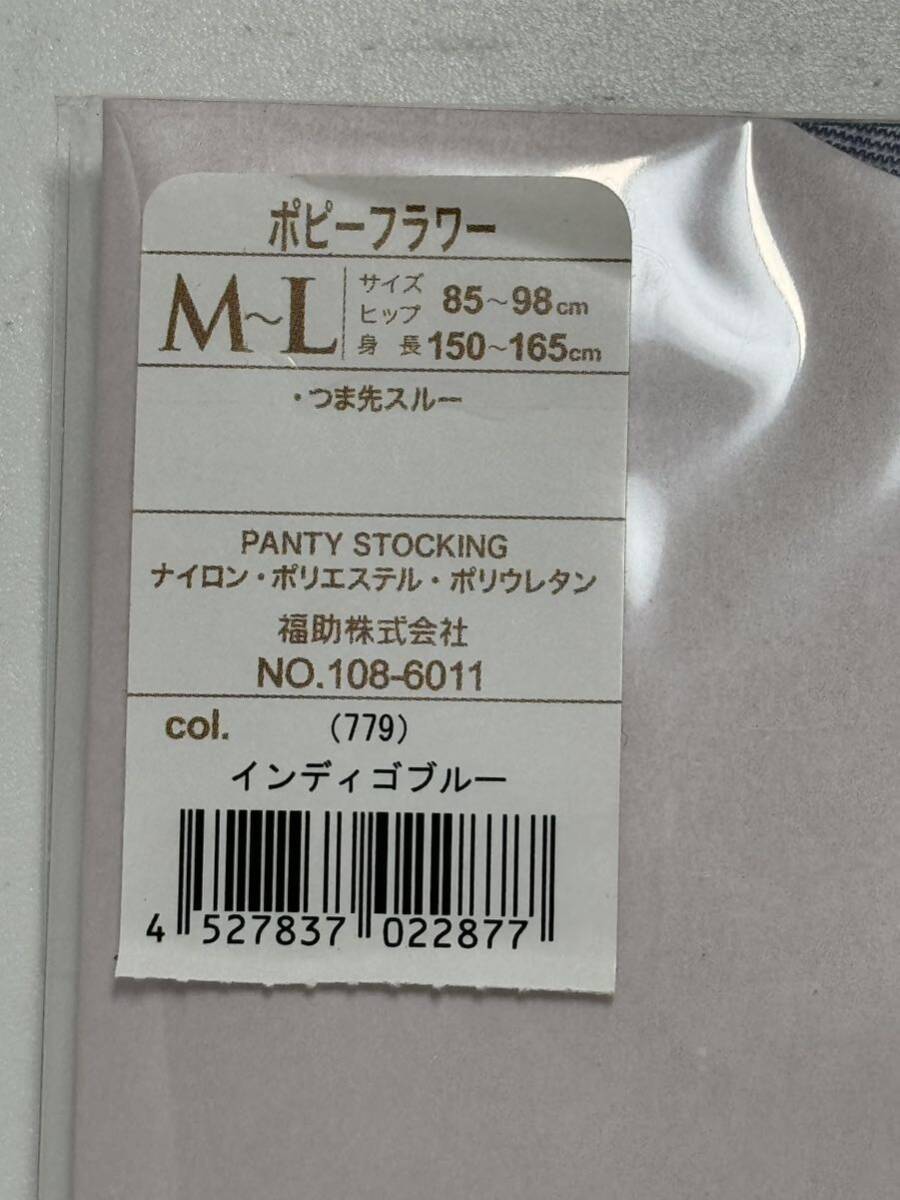 ポピーフラワー
M~L
サイズ
ヒップ 85~98cm
身長 150~165cm
・つま先スルー
PANTY STOCKING
ナイロン・ポリエステル・ポリウレタン
福助株式会社
NO.108-6011
col. (779)
インディゴブルー
4 527837 022877